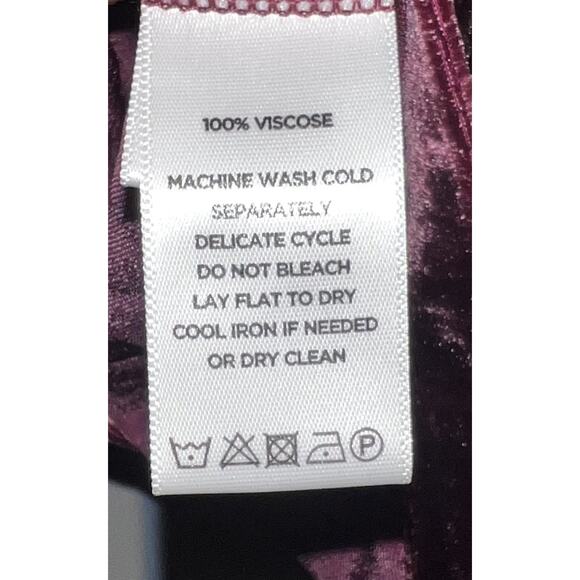 100% VISCOSE
MACHINE WASH COLD
SEPARATELY
DELICATE CYCLE
DO NOT BLEACH
LAY FLAT TO DRY
COOL IRON IF NEEDED
OR DRY CLEAN
P